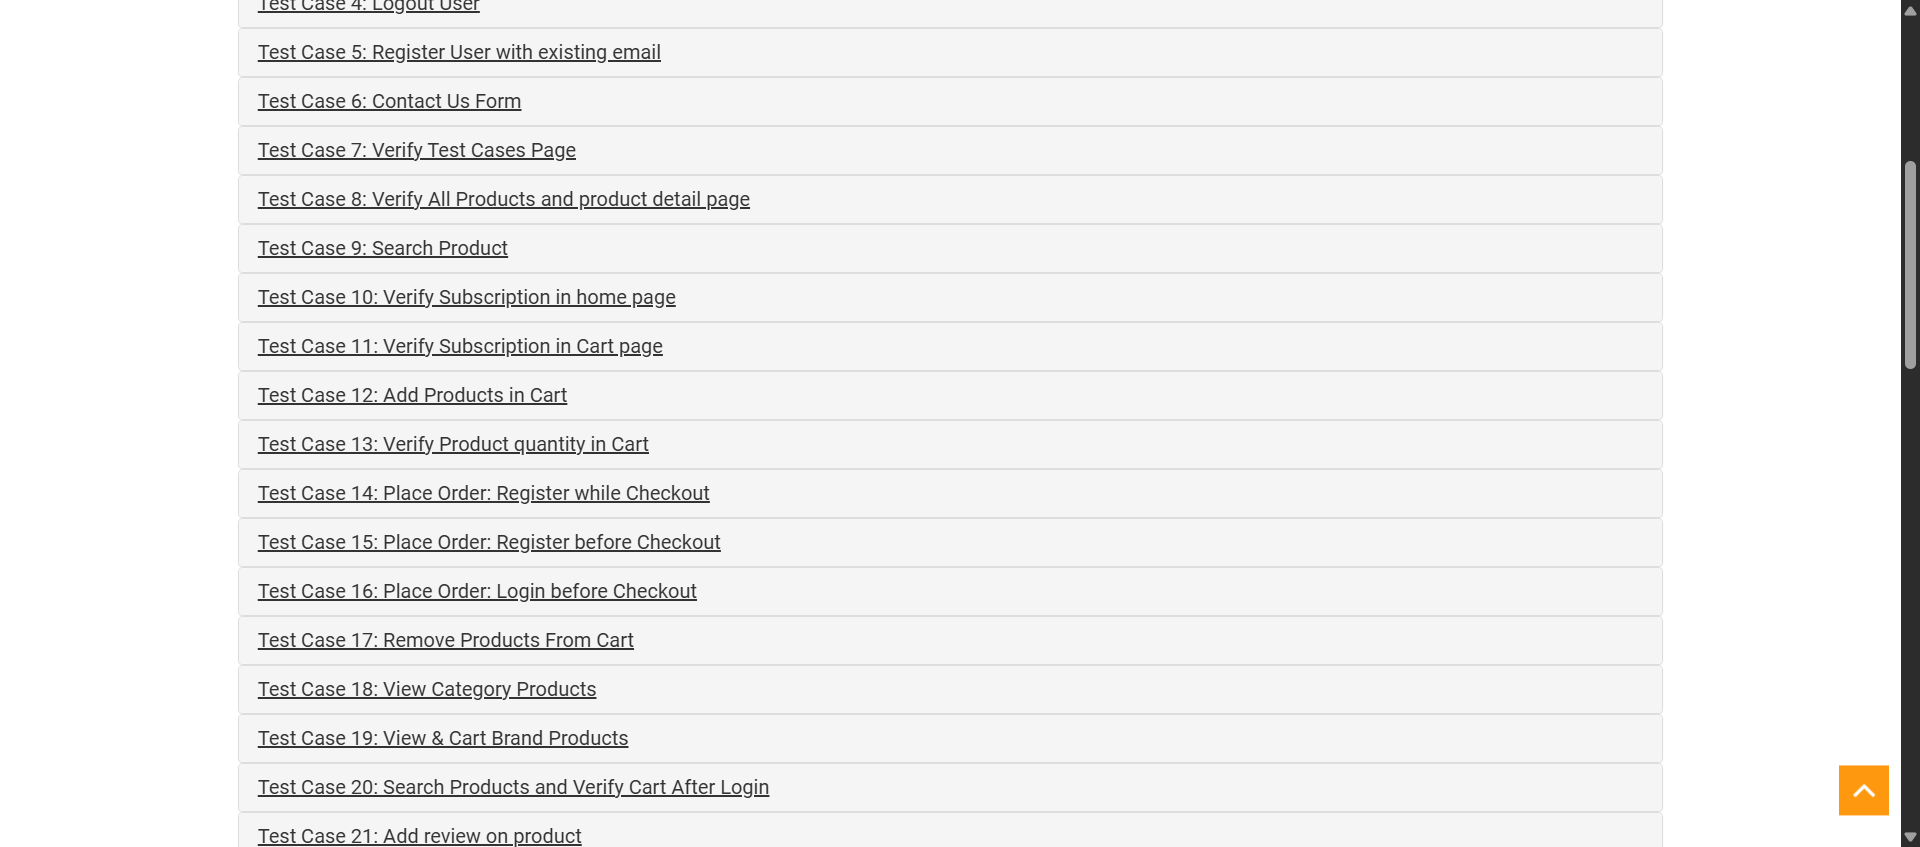 Test Case 4: Logout User
Test Case 5: Register User with existing email
Test Case 6: Contact Us Form
Test Case 7: Verify Test Cases Page
Test Case 8: Verify All Products and product detail page
Test Case 9: Search Product
Test Case 10: Verify Subscription in home page
Test Case 11: Verify Subscription in Cart page
Test Case 12: Add Products in Cart
Test Case 13: Verify Product quantity in Cart
Test Case 14: Place Order: Register while Checkout
Test Case 15: Place Order: Register before Checkout
Test Case 16: Place Order: Login before Checkout
Test Case 17: Remove Products From Cart
Test Case 18: View Category Products
Test Case 19: View & Cart Brand Products
Test Case 20: Search Products and Verify Cart After Login
Test Case 21: Add review on product